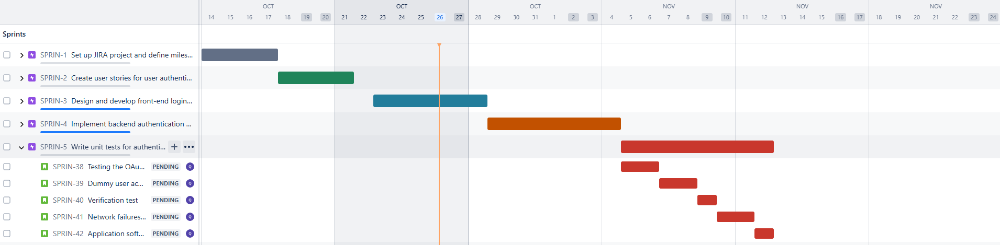 OCT OCT OCT NOV NOV NOV
14 15 16 17 18 19 20 21 22 23 24 25 26 27 28 29 30 31 1 2 3 4 5 6 7 8 9 10 11 12 13 14 15 16 17 18 19 20 21 22 23 24
Sprints
SPRIN-1 Set up JIRA project and define miles...
SPRIN-2 Create user stories for user authenti...
SPRIN-3 Design and develop front-end login...
SPRIN-4 Implement backend authentication ...
SPRIN-5 Write unit tests for authenti...
SPRIN-38 Testing the OAu... PENDING Q
SPRIN-39 Dummy user ac... PENDING Q
SPRIN-40 Verification test PENDING Q
SPRIN-41 Network failures... PENDING Q
SPRIN-42 Application soft... PENDING Q